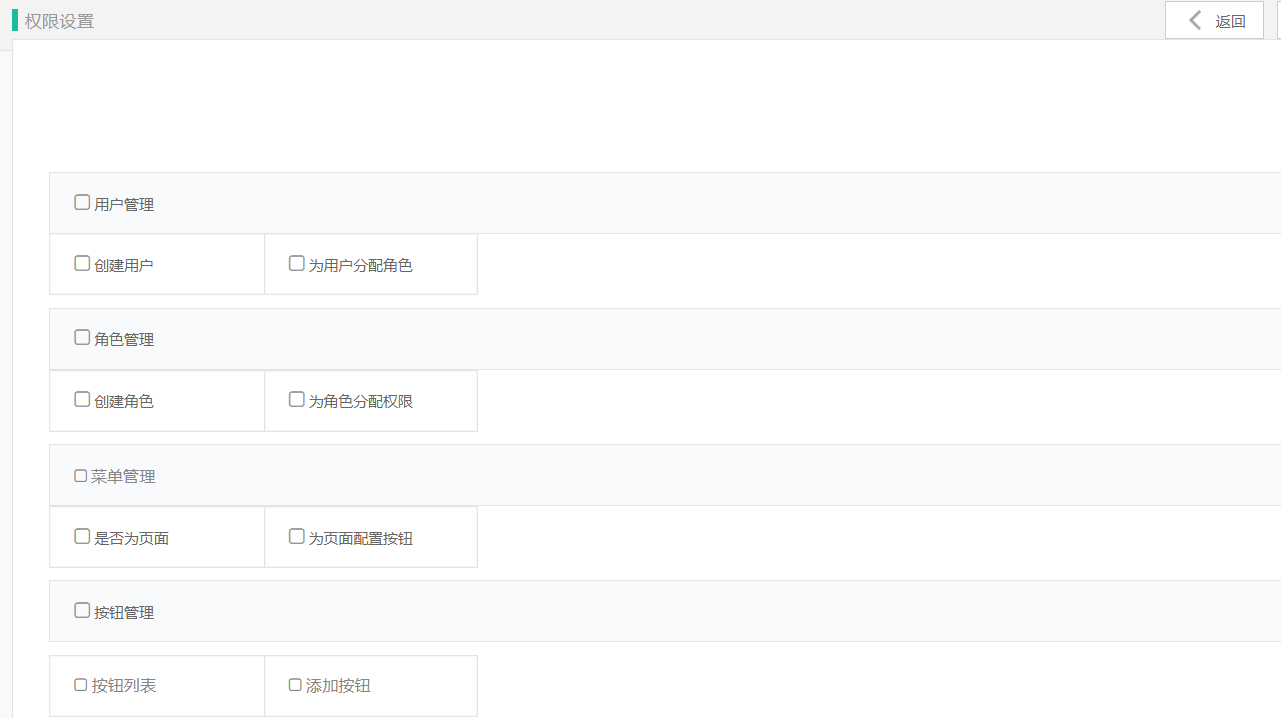 权限设置
返回
用户管理
创建用户
为用户分配角色
角色管理
创建角色
为角色分配权限
菜单管理
是否为页面
为页面配置按钮
按钮管理
按钮列表
添加按钮